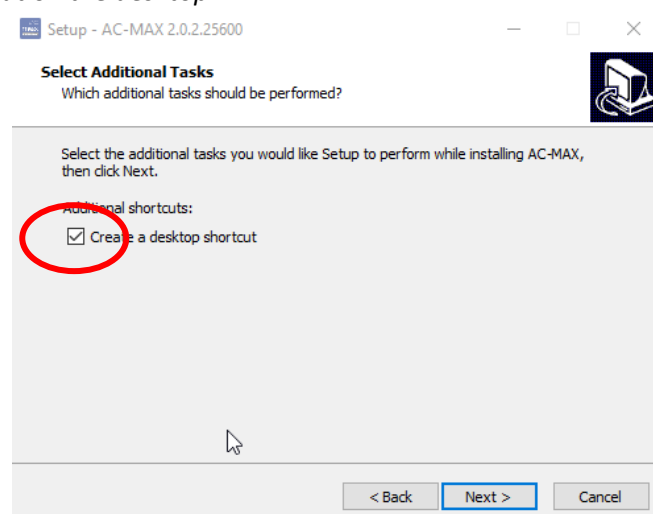 Setup - AC-MAX 2.0.2.25600
Select Additional Tasks
Which additional tasks should be performed?
Select the additional tasks you would like Setup to perform while installing AC-MAX,
then click Next.
Additional shortcuts:
Create a desktop shortcut
< Back
Next >
Cancel